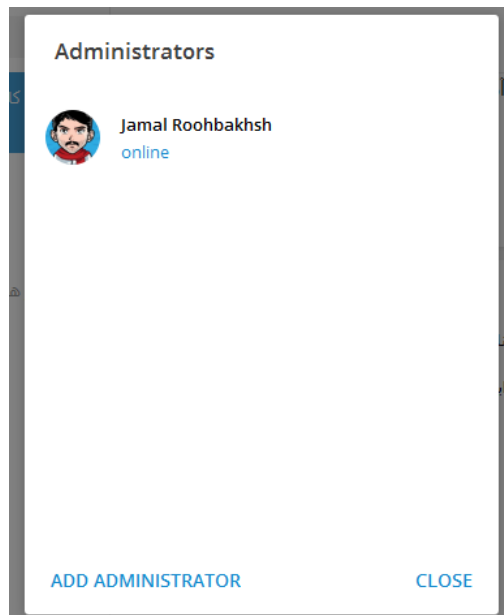 Administrators
Jamal Roohbakhsh
online
ADD ADMINISTRATOR
CLOSE